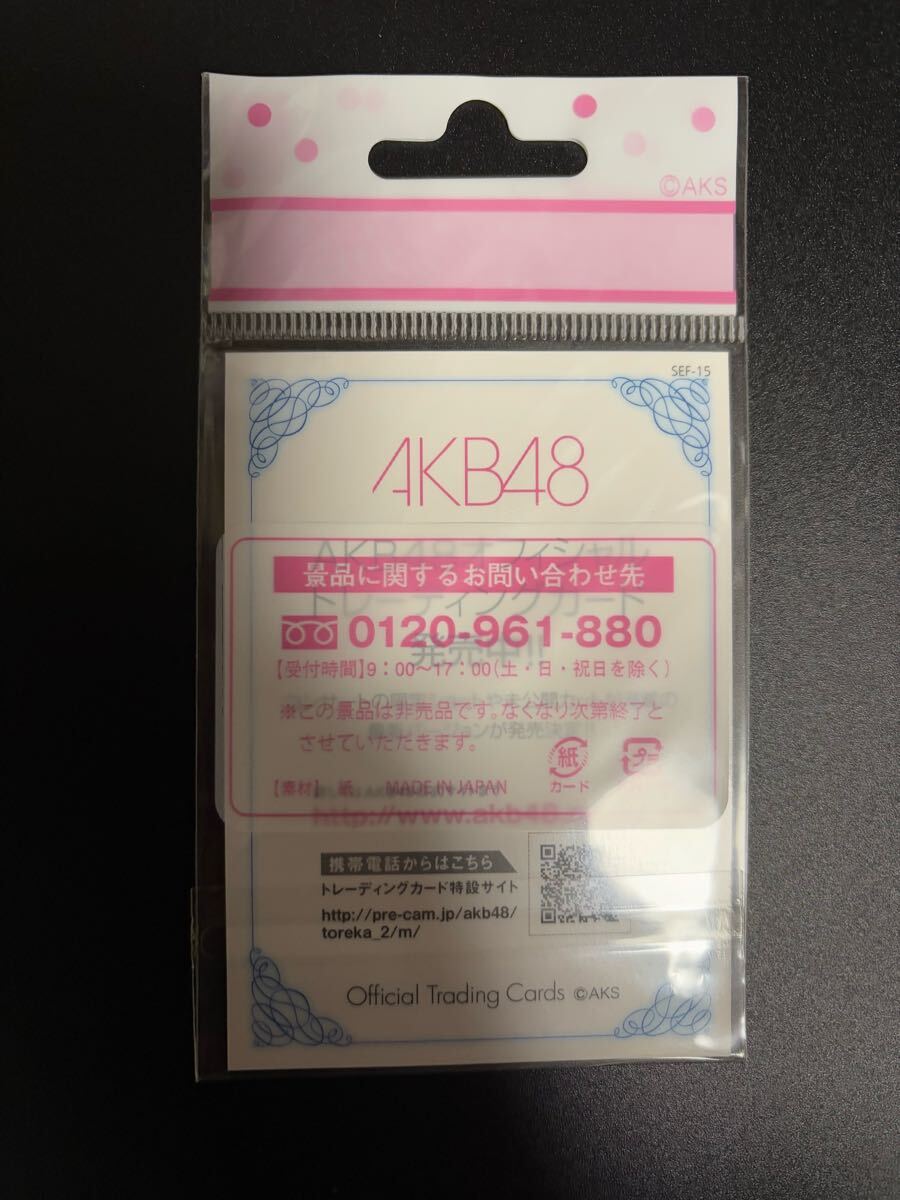 ©AKS
SEF-15
AKB48
AKB48オフィシャル
トレーディングカード
発売中!!
景品に関するお問い合わせ先
0120-961-880
【受付時間】9:00〜17:00(土・日・祝日を除く)
※この景品は非売品です。なくなり次第終了と
させていただきます。
紙
カード
プラ
【素材】 紙 MADE IN JAPAN
http://www.akb48.
携帯電話からはこちら
トレーディングカード特設サイト
http://pre-cam.jp/akb48/
toreka_2/m/
Official Trading Cards ©AKS